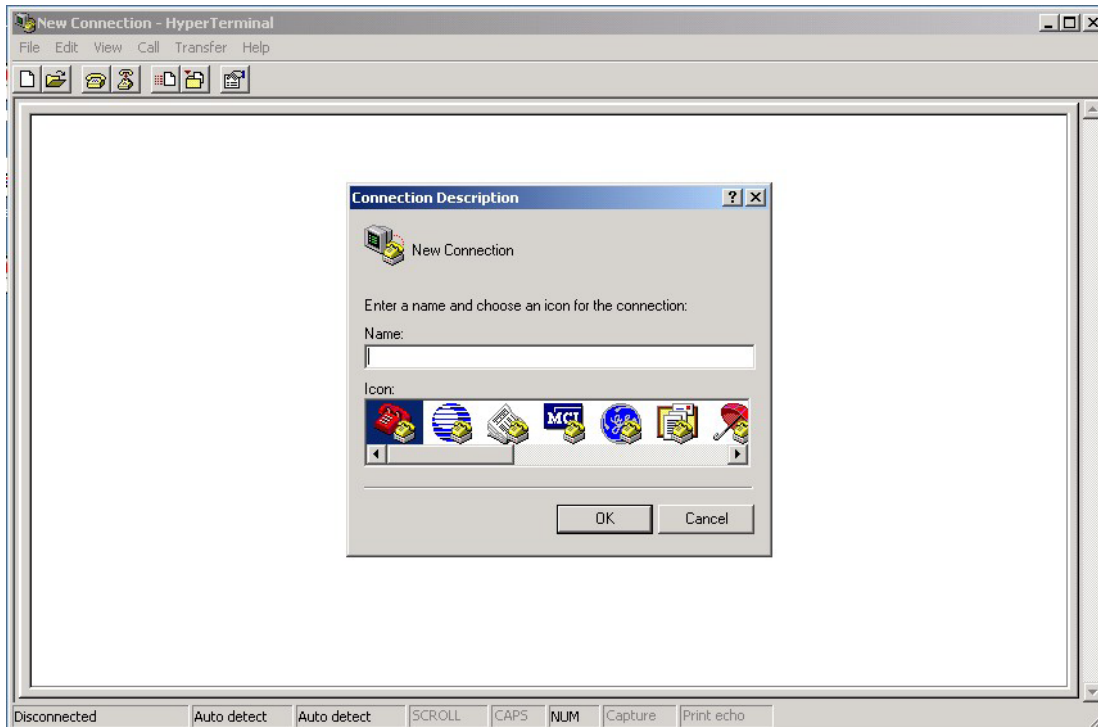 New Connection - HyperTerminal
File Edit View Call Transfer Help
Connection Description
New Connection
Enter a name and choose an icon for the connection:
Name:
Icon:
MCI
OK Cancel
Disconnected Auto detect Auto detect SCROLL CAPS NUM Capture Print echo